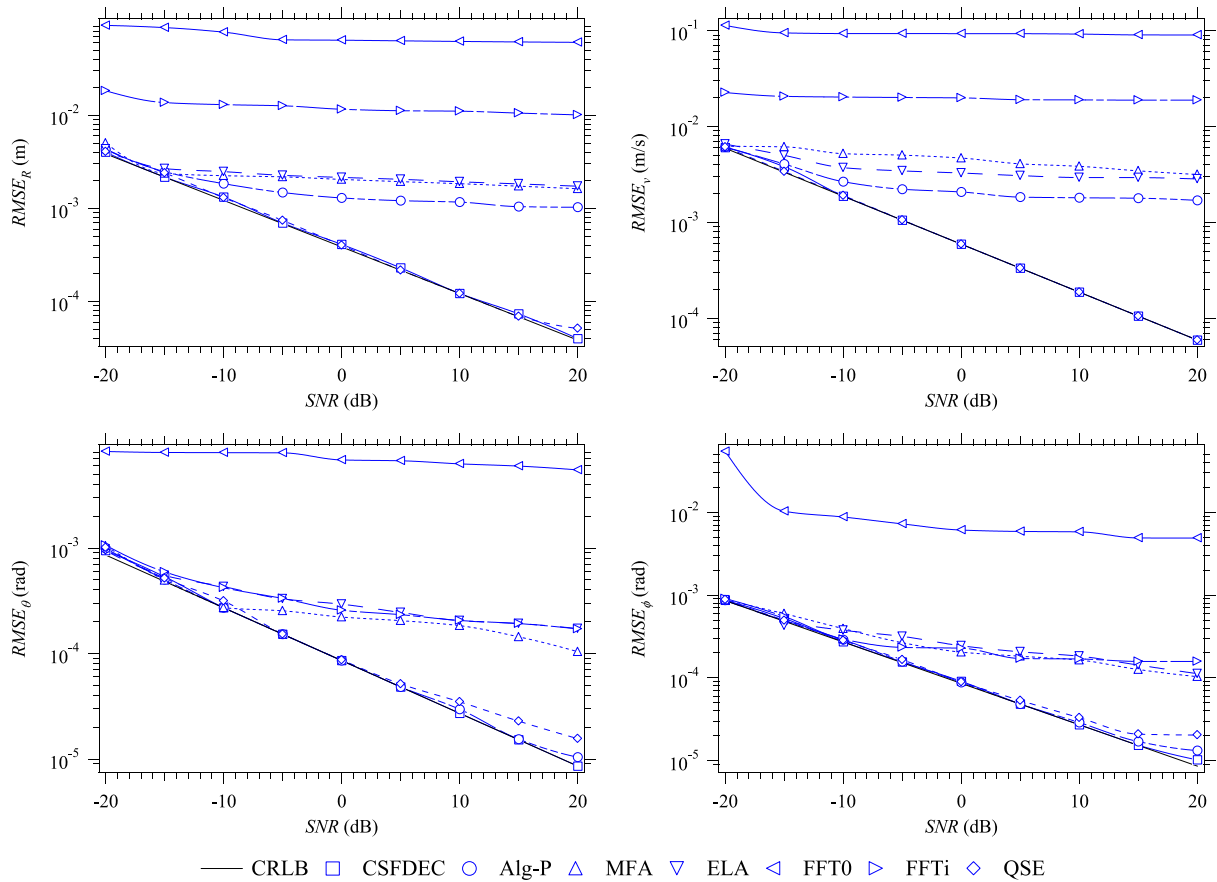 RMSE_R (m)
10^-2
10^-3
10^-4
-20 -10 0 10 20
SNR (dB)
RMSE_v (m/s)
10^-1
10^-2
10^-3
10^-4
-20 -10 0 10 20
SNR (dB)
RMSE_θ (rad)
10^-3
10^-4
10^-5
-20 -10 0 10 20
SNR (dB)
RMSE_ϕ (rad)
10^-2
10^-3
10^-4
10^-5
-20 -10 0 10 20
SNR (dB)
CRLB CSFDEC Alg-P MFA ELA FFT0 FFTi QSE